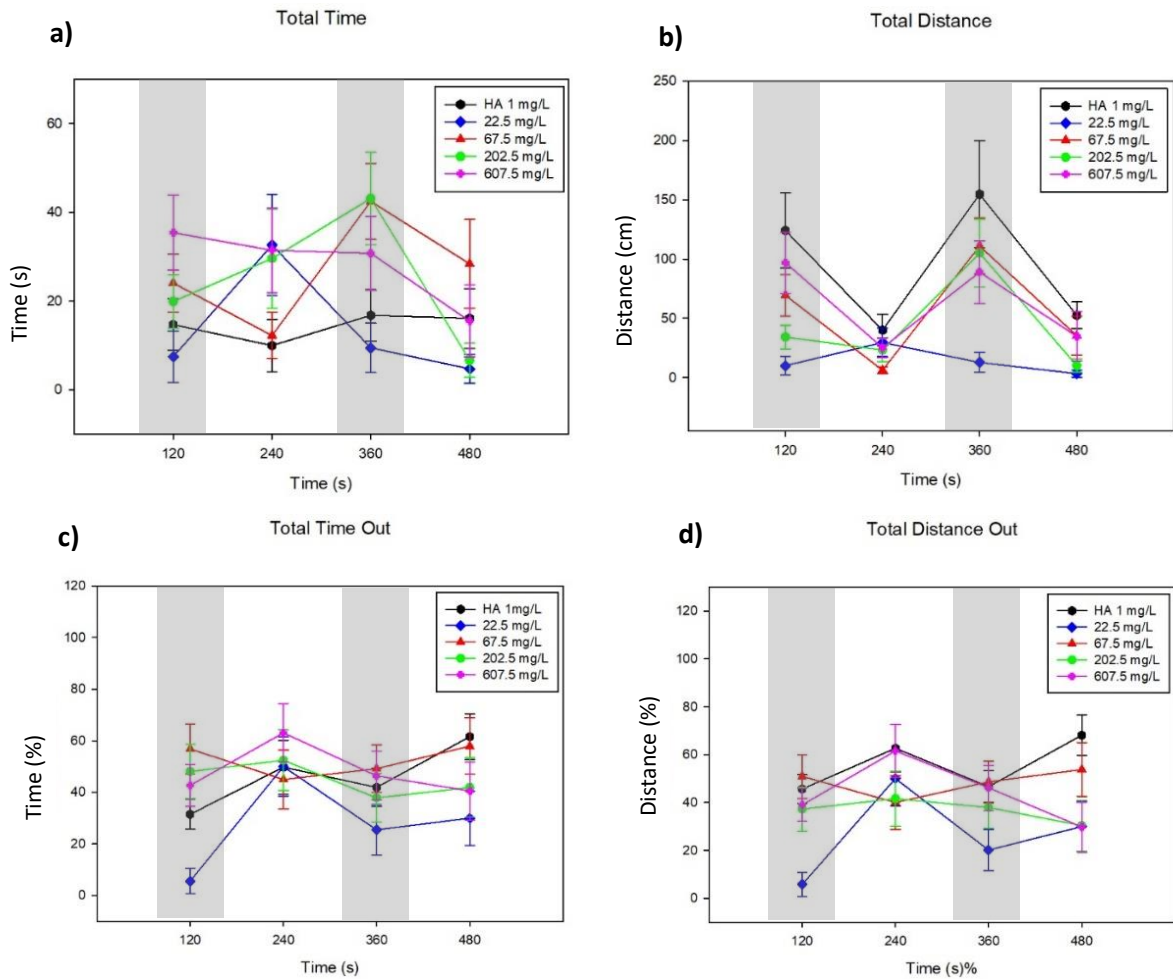 Total Time
a)
Time (s)
60
40
20
0
HA 1 mg/L
22.5 mg/L
67.5 mg/L
202.5 mg/L
607.5 mg/L
120 240 360 480
Time (s)
Total Distance
b)
Distance (cm)
250
200
150
100
50
0
HA 1 mg/L
22.5 mg/L
67.5 mg/L
202.5 mg/L
607.5 mg/L
120 240 360 480
Time (s)
Total Time Out
c)
Time (%)
120
100
80
60
40
20
0
HA 1mg/L
22.5 mg/L
67.5 mg/L
202.5 mg/L
607.5 mg/L
120 240 360 480
Time (s)
Total Distance Out
d)
Distance (%)
120
100
80
60
40
20
0
HA 1 mg/L
22.5 mg/L
67.5 mg/L
202.5 mg/L
607.5 mg/L
120 240 360 480
Time (s)%